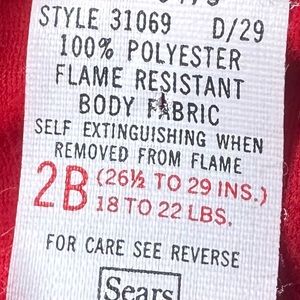 STYLE 31069 D/29
100% POLYESTER
FLAME RESISTANT
BODY FABRIC
SELF EXTINGUISHING WHEN
REMOVED FROM FLAME
2B (26½ TO 29 INS.)
18 TO 22 LBS.
FOR CARE SEE REVERSE
Sears